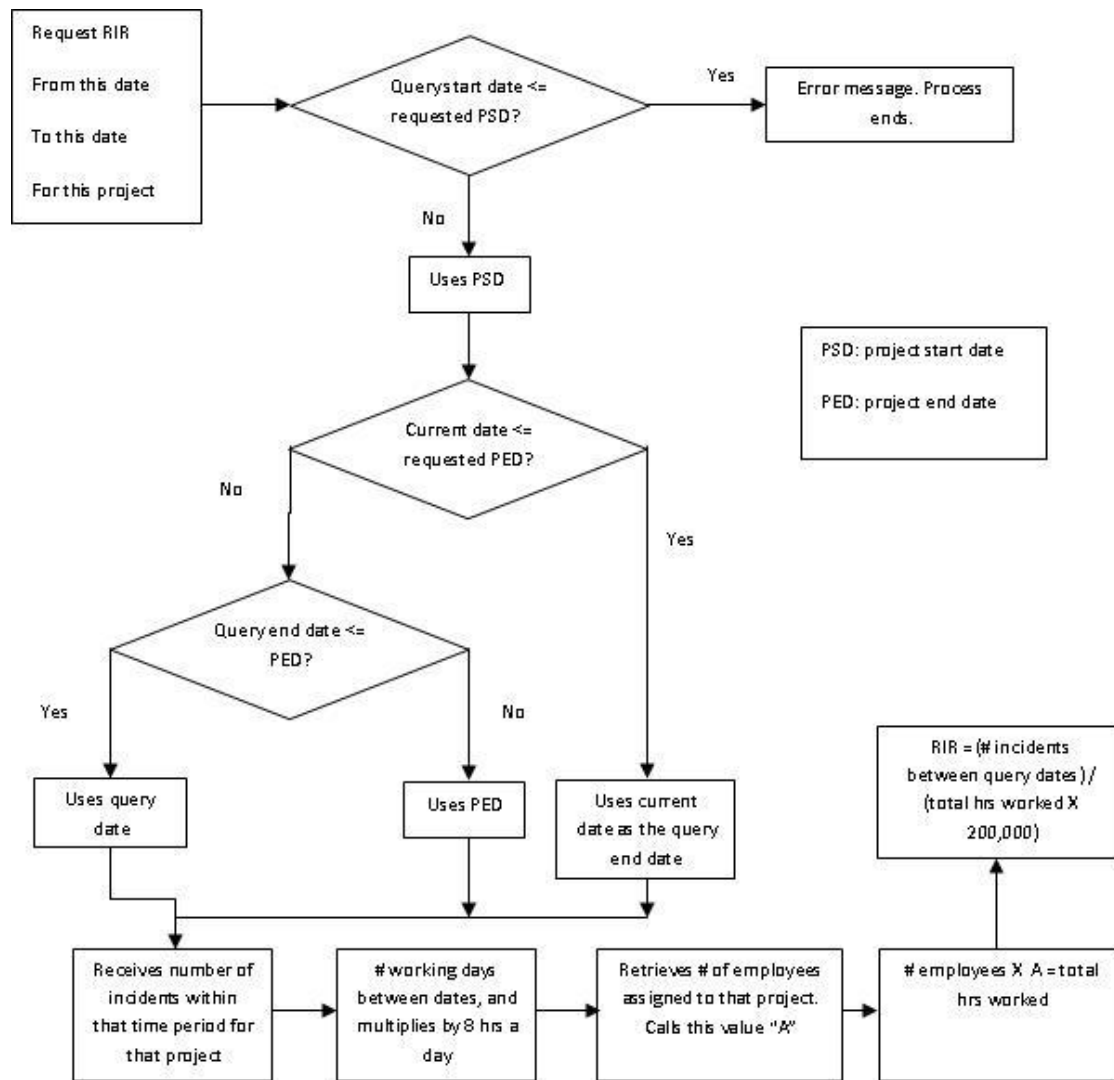 Request RIR
From this date
To this date
For this project
Query start date <=
requested PSD?
Yes
Error message. Process
ends.
No
Uses PSD
PSD: project start date
PED: project end date
Current date <=
requested PED?
No
Yes
Query end date <=
PED?
Yes
No
Uses query
date
Uses PED
Uses current
date as the query
end date
RIR = (# incidents
between query dates) /
(total hrs worked X
200,000)
Receives number of
incidents within
that time period for
that project
# working days
between dates, and
multiplies by 8 hrs a
day
Retrieves # of employees
assigned to that project.
Calls this value "A"
# employees X A = total
hrs worked